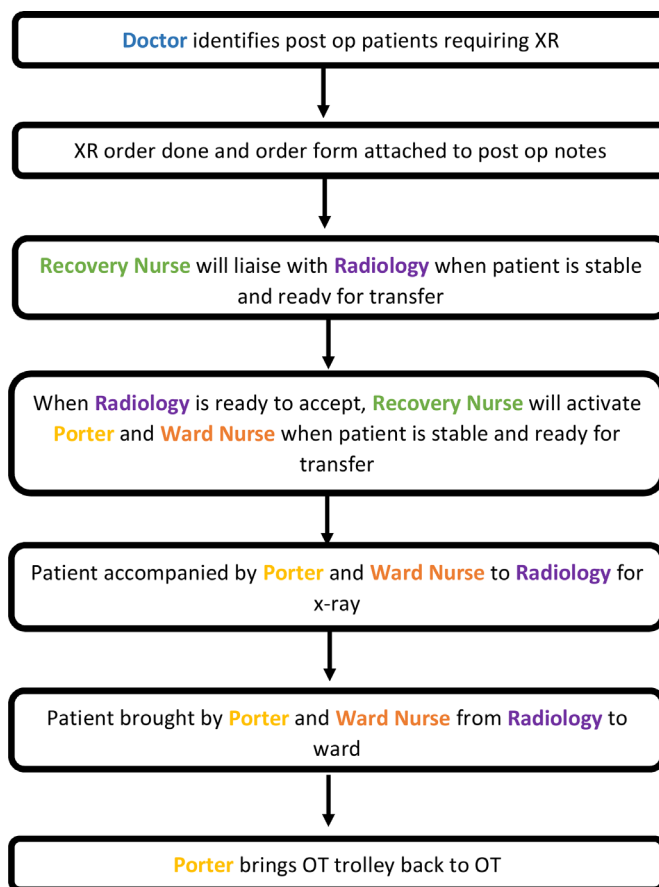 Doctor identifies post op patients requiring XR
XR order done and order form attached to post op notes
Recovery Nurse will liaise with Radiology when patient is stable
and ready for transfer
When Radiology is ready to accept, Recovery Nurse will activate
Porter and Ward Nurse when patient is stable and ready for
transfer
Patient accompanied by Porter and Ward Nurse to Radiology for
x-ray
Patient brought by Porter and Ward Nurse from Radiology to
ward
Porter brings OT trolley back to OT